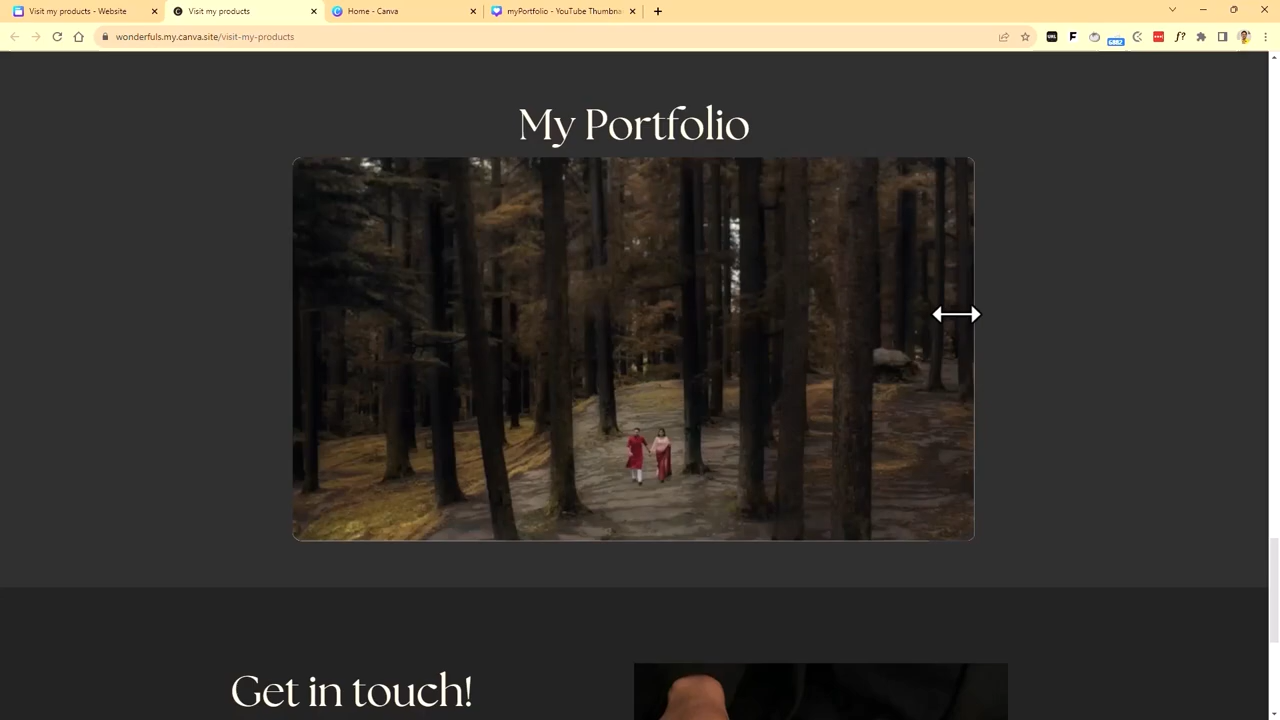 Visit my products - Website
Visit my products
Home - Canva
myPortfolio - YouTube Thumbna
wonderfuls.my.canva.site/visit-my-products
My Portfolio
Get in touch!